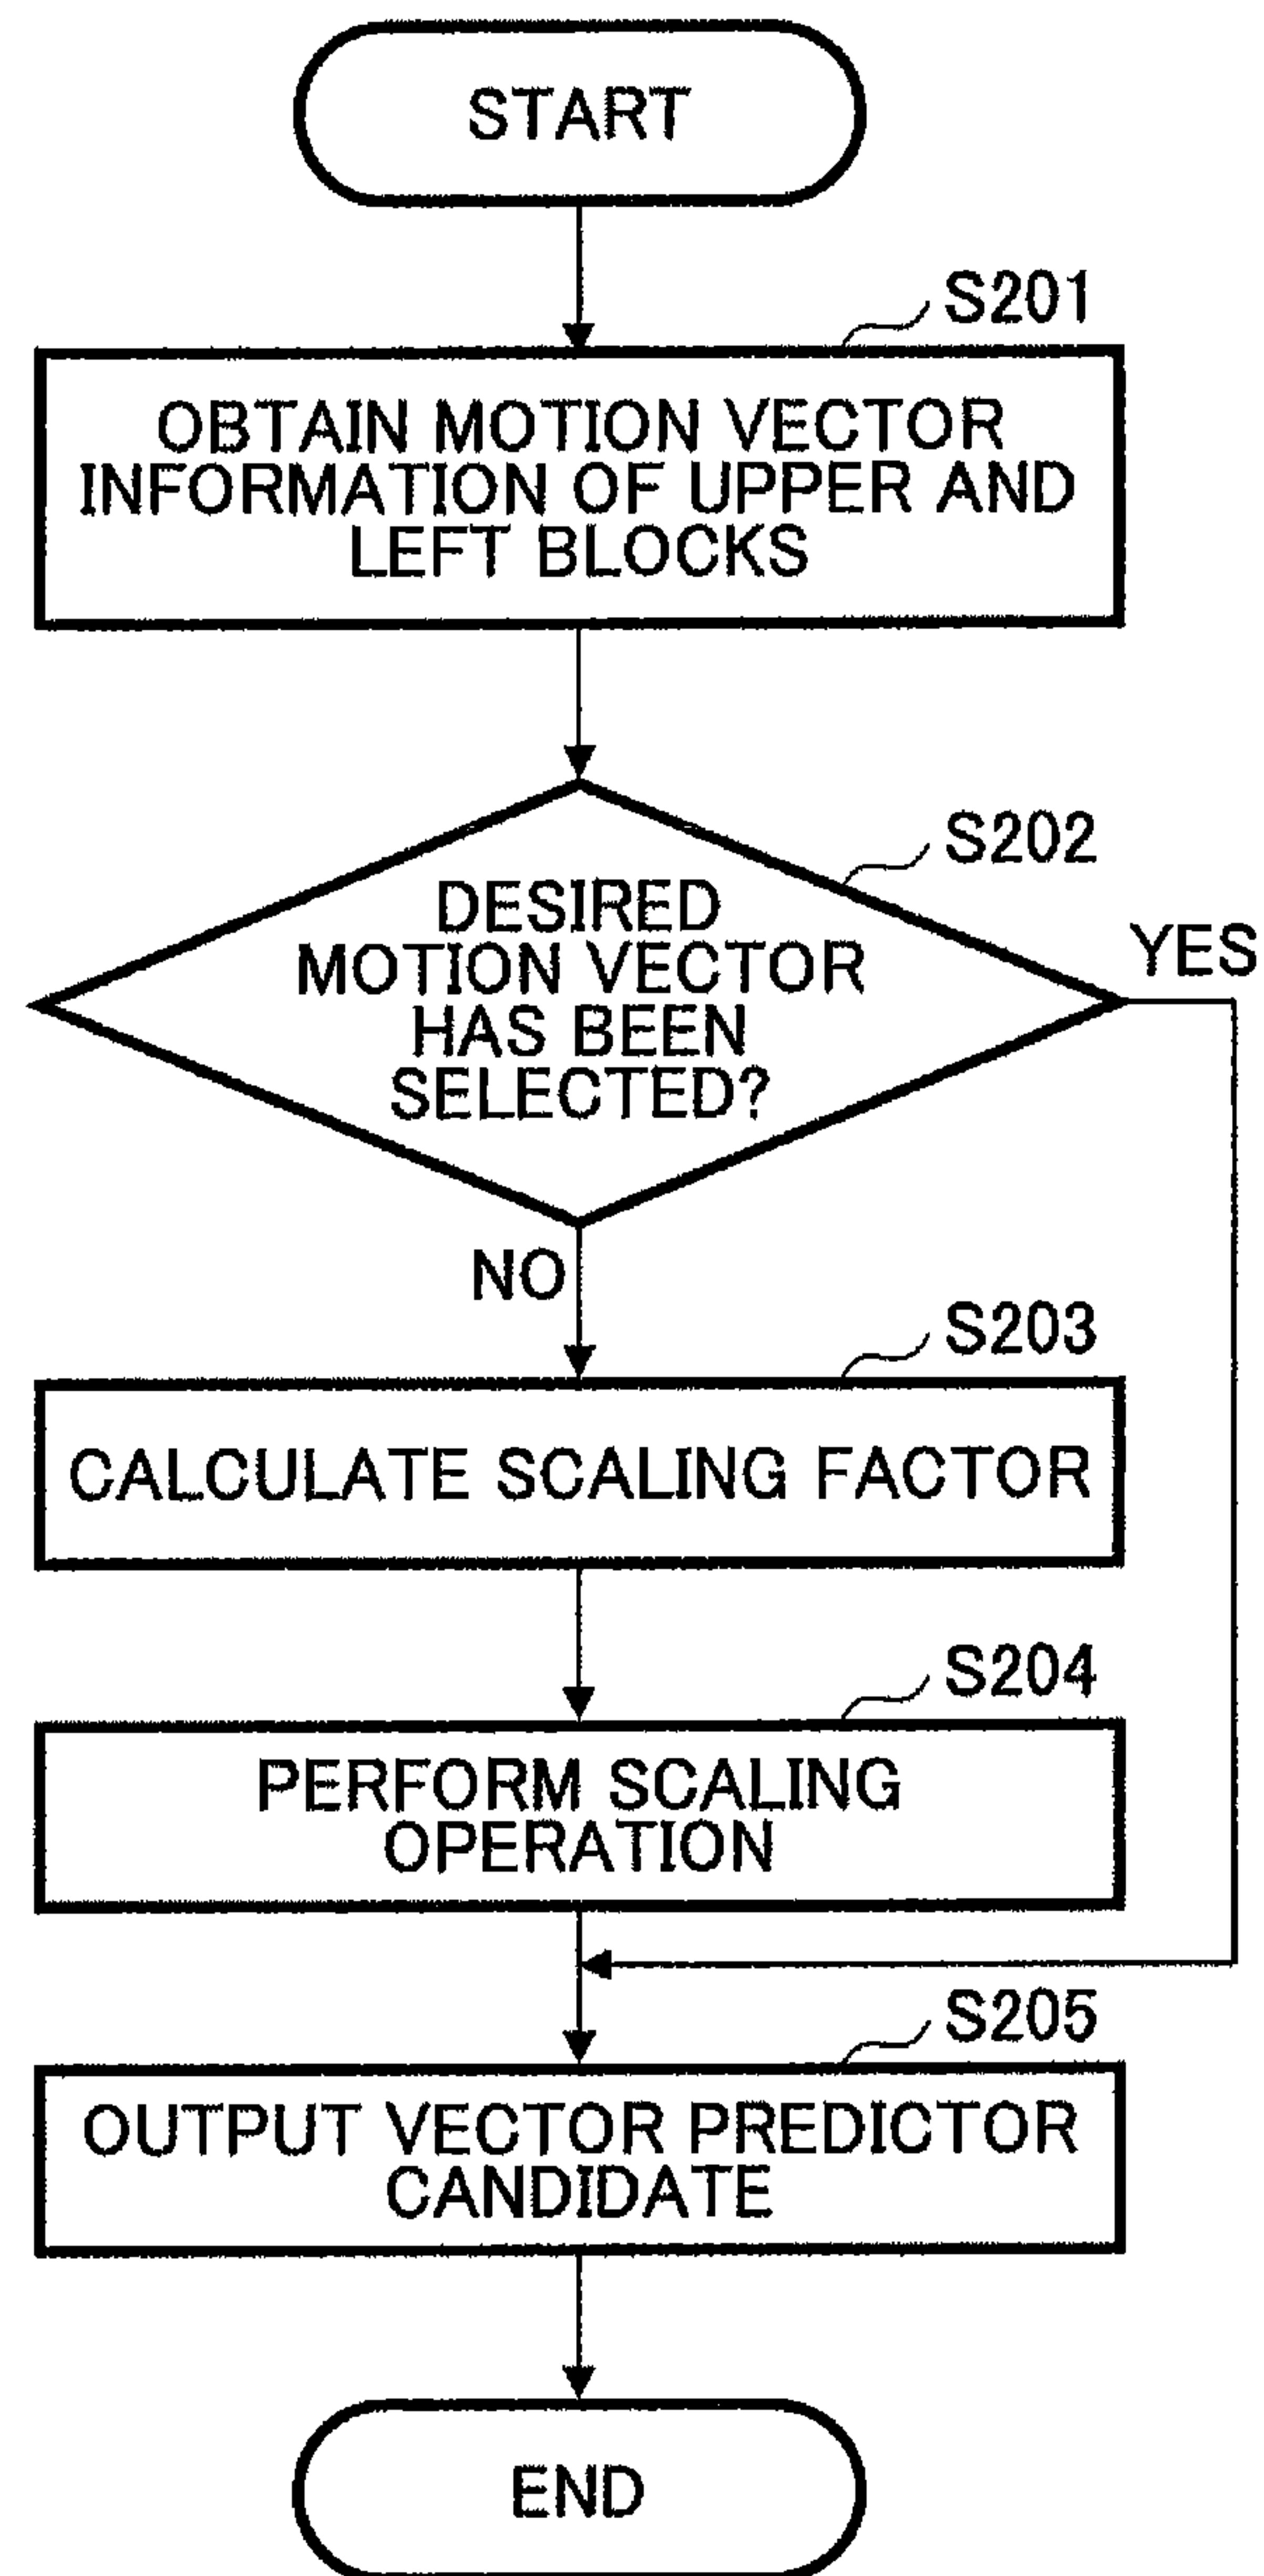 START
S201
OBTAIN MOTION VECTOR
INFORMATION OF UPPER AND
LEFT BLOCKS
S202
DESIRED
MOTION VECTOR
HAS BEEN
SELECTED?
YES
NO
S203
CALCULATE SCALING FACTOR
S204
PERFORM SCALING
OPERATION
S205
OUTPUT VECTOR PREDICTOR
CANDIDATE
END